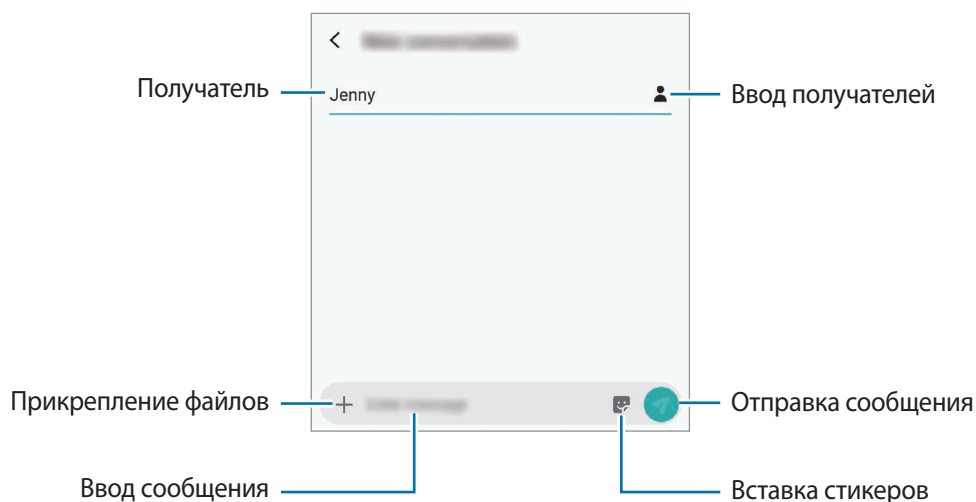 Получатель
Jenny
Ввод получателей
Прикрепление файлов
Отправка сообщения
Ввод сообщения
Вставка стикеров